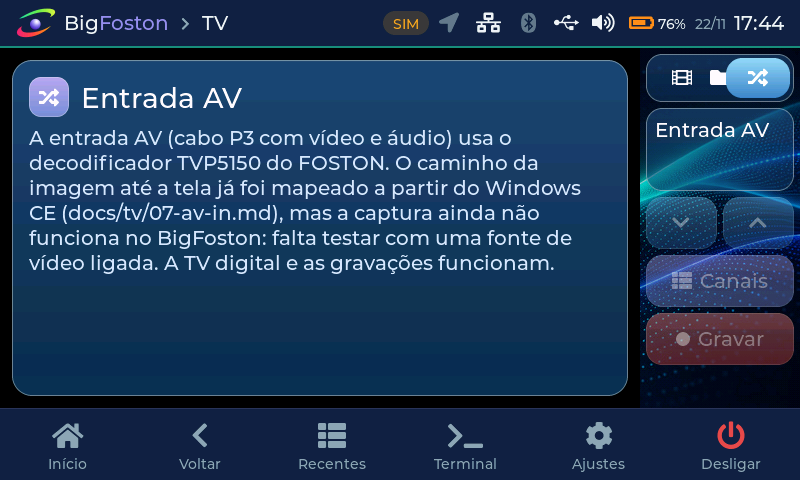 BigFoston > TV
SIM
76%
22/11
17:44
Entrada AV
A entrada AV (cabo P3 com vídeo e áudio) usa o
decodificador TVP5150 do FOSTON. O caminho da
imagem até a tela já foi mapeado a partir do Windows
CE (docs/tv/07-av-in.md), mas a captura ainda não
funciona no BigFoston: falta testar com uma fonte de
vídeo ligada. A TV digital e as gravações funcionam.
Entrada AV
Canais
Gravar
Início
Voltar
Recentes
Terminal
Ajustes
Desligar